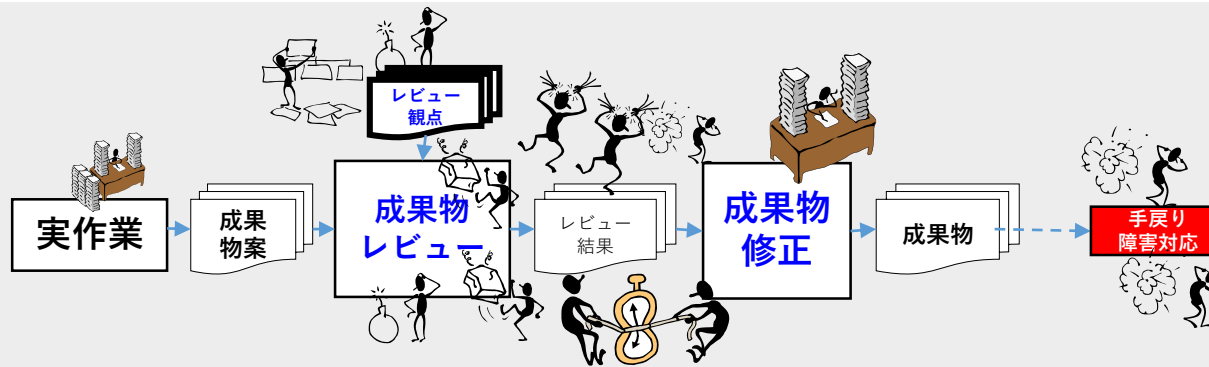 レビュー
観点
実作業
成果
物案
成果物
レビュー
レビュー
結果
成果物
修正
成果物
手戻り
障害対応